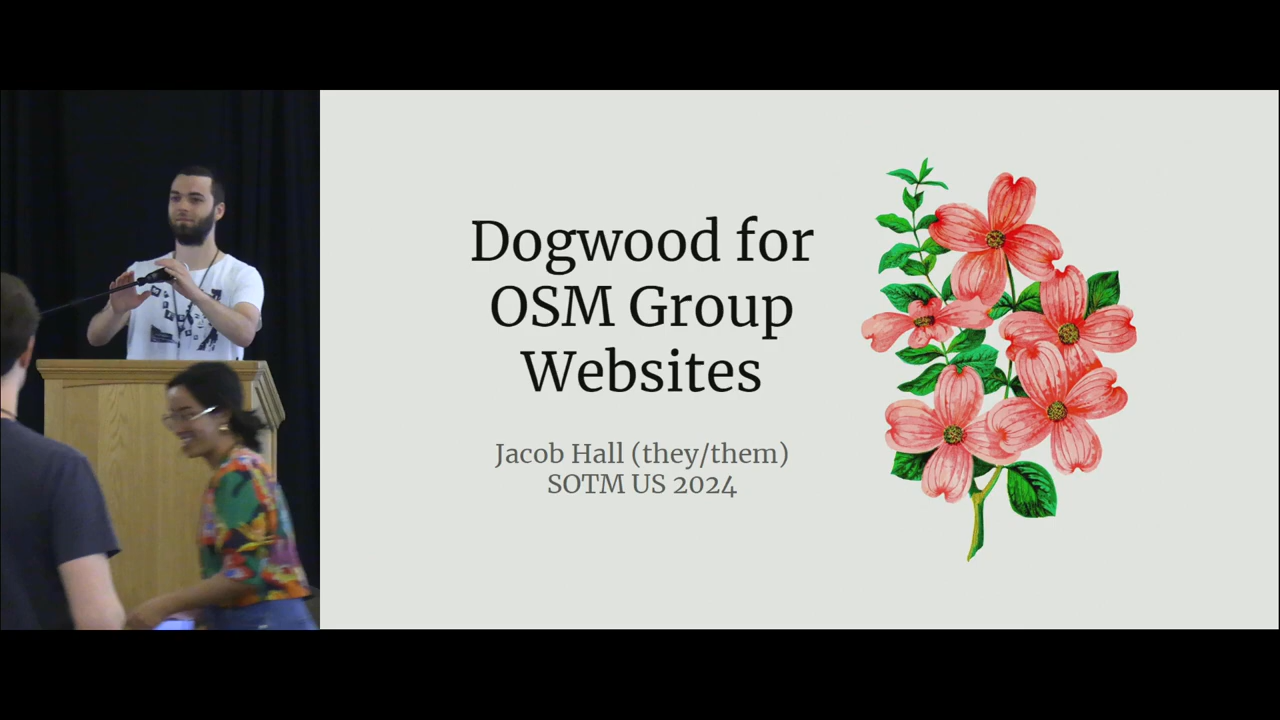 Dogwood for
OSM Group
Websites
Jacob Hall (they/them)
SOTM US 2024